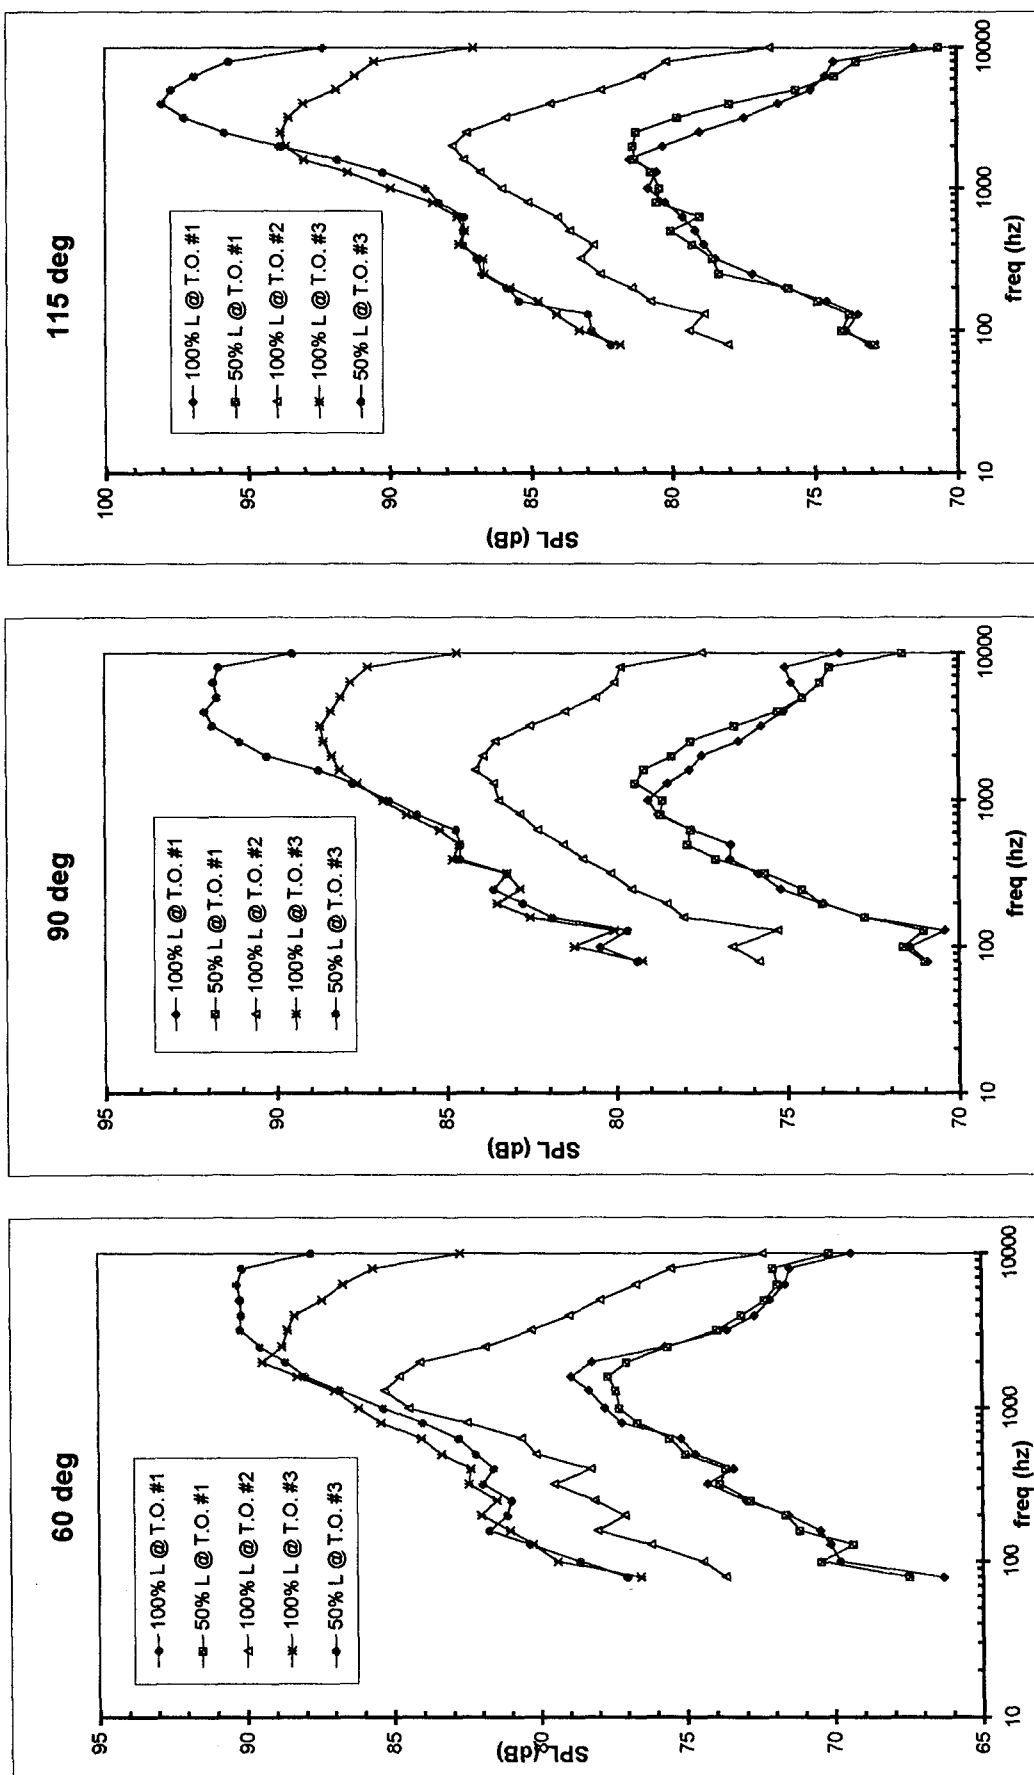 60 deg
95
90
85
80
75
70
65
SPL (dB)
10
100
1000
10000
freq (hz)
100% L @ T.O. #1
50% L @ T.O. #1
100% L @ T.O. #2
100% L @ T.O. #3
50% L @ T.O. #3
90 deg
95
90
85
80
75
70
SPL (dB)
10
100
1000
10000
freq (hz)
100% L @ T.O. #1
50% L @ T.O. #1
100% L @ T.O. #2
100% L @ T.O. #3
50% L @ T.O. #3
115 deg
100
95
90
85
80
75
70
SPL (dB)
10
100
1000
10000
freq (hz)
100% L @ T.O. #1
50% L @ T.O. #1
100% L @ T.O. #2
100% L @ T.O. #3
50% L @ T.O. #3